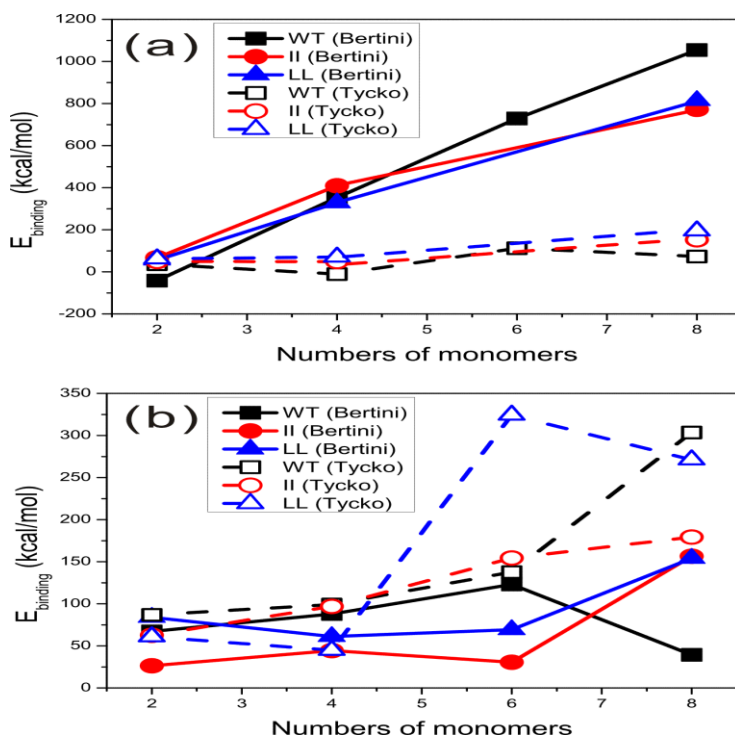 (a)
WT (Bertini)
II (Bertini)
LL (Bertini)
WT (Tycko)
II (Tycko)
LL (Tycko)
1200
1000
800
600
400
200
0
-200
E binding (kcal/mol)
2 3 4 5 6 7 8
Numbers of monomers
(b)
WT (Bertini)
II (Bertini)
LL (Bertini)
WT (Tycko)
II (Tycko)
LL (Tycko)
350
300
250
200
150
100
50
0
E binding (kcal/mol)
2 3 4 5 6 7 8
Numbers of monomers